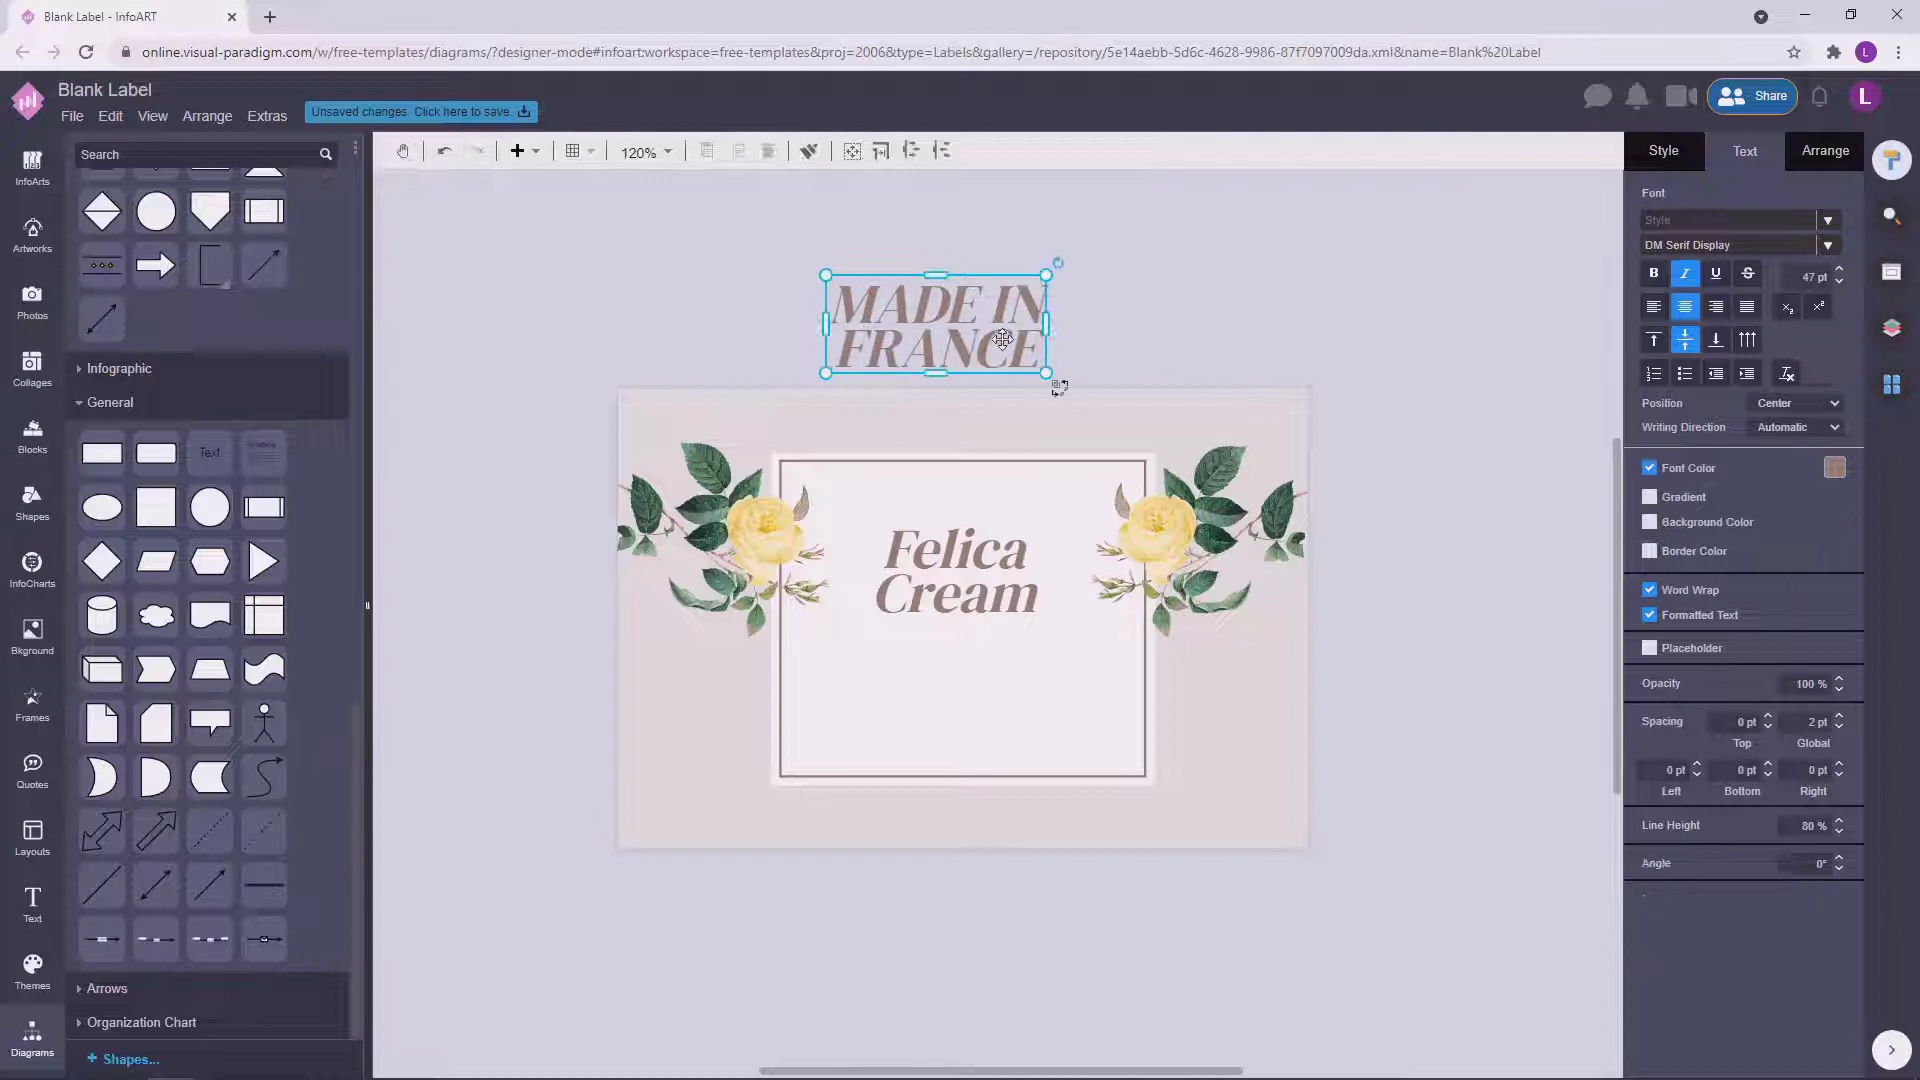 Blank Label - InfoART
online.visual-paradigm.com/w/free-templates/diagrams/?designer-mode#infoart:workspace=free-templates&proj=2006&type=Labels&gallery=/repository/5e14aebb-5d6c-4628-9986-87f7097009da.xml&name=Blank%20Label
L
Blank Label
File Edit View Arrange Extras
Unsaved changes. Click here to save.
Share
L
Search
120%
Style Text Arrange
InfoArts
Artworks
Photos
Collages
Blocks
Shapes
InfoCharts
Bkground
Frames
Quotes
Layouts
Text
Themes
Diagrams
Infographic
General
Text
Arrows
Organization Chart
+ Shapes...
MADE IN
FRANCE
Felica
Cream
Font
Style
DM Serif Display
B I U S 47 pt
Position Center
Writing Direction Automatic
Font Color
Gradient
Background Color
Border Color
Word Wrap
Formatted Text
Placeholder
Opacity 100 %
Spacing 0 pt 2 pt
Top Global
0 pt 0 pt 0 pt
Left Bottom Right
Line Height 80 %
Angle 0°